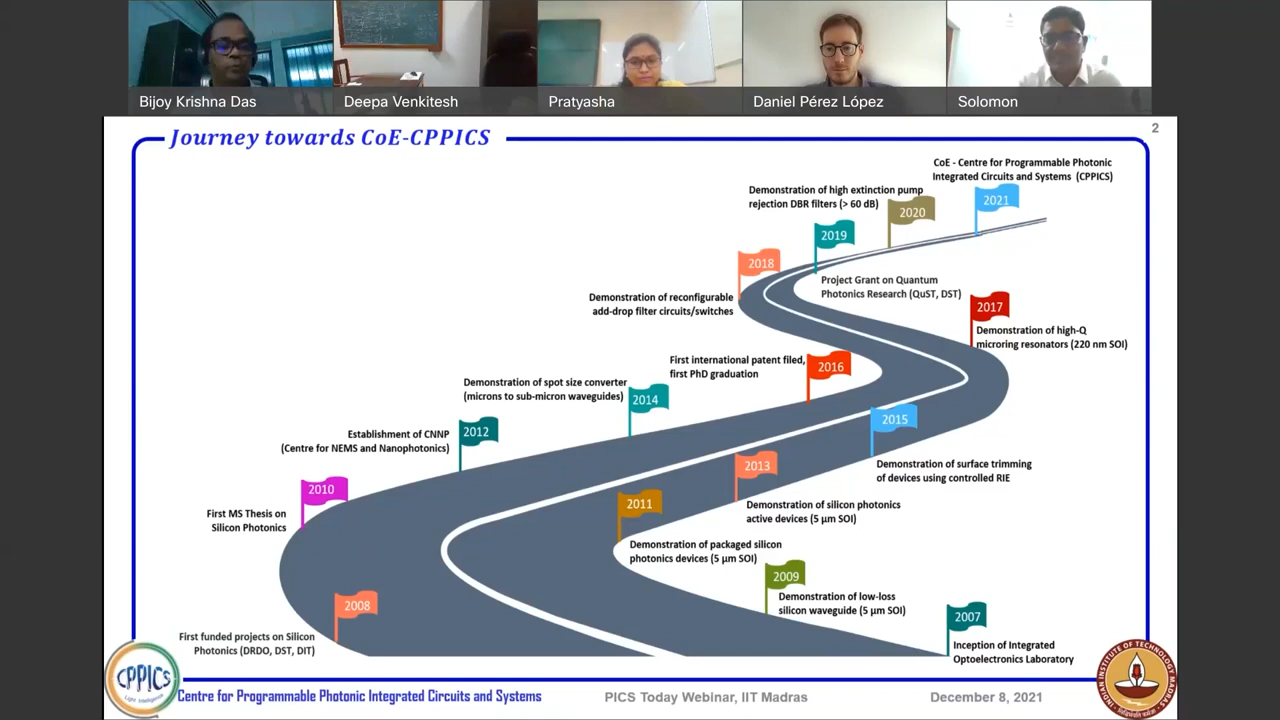 Bijoy Krishna Das
Deepa Venkitesh
Pratyasha
Daniel Pérez López
Solomon
2
Journey towards CoE-CPPICS
CoE - Centre for Programmable Photonic
Integrated Circuits and Systems (CPPICS)
2021
Demonstration of high extinction pump
rejection DBR filters (> 60 dB)
2020
2019
Project Grant on Quantum
Photonics Research (QuST, DST)
2018
Demonstration of reconfigurable
add-drop filter circuits/switches
2017
Demonstration of high-Q
microring resonators (220 nm SOI)
First international patent filed,
first PhD graduation
2016
Demonstration of spot size converter
(microns to sub-micron waveguides)
2014
2015
Demonstration of surface trimming
of devices using controlled RIE
Establishment of CNNP
(Centre for NEMS and Nanophotonics)
2012
2013
Demonstration of silicon photonics
active devices (5 µm SOI)
2010
First MS Thesis on
Silicon Photonics
2011
Demonstration of packaged silicon
photonics devices (5 µm SOI)
2009
Demonstration of low-loss
silicon waveguide (5 µm SOI)
2008
First funded projects on Silicon
Photonics (DRDO, DST, DIT)
2007
Inception of Integrated
Optoelectronics Laboratory
CPPICS
Light Intelligence
Centre for Programmable Photonic Integrated Circuits and Systems
PICS Today Webinar, IIT Madras
December 8, 2021
INDIAN INSTITUTE OF TECHNOLOGY MADRAS